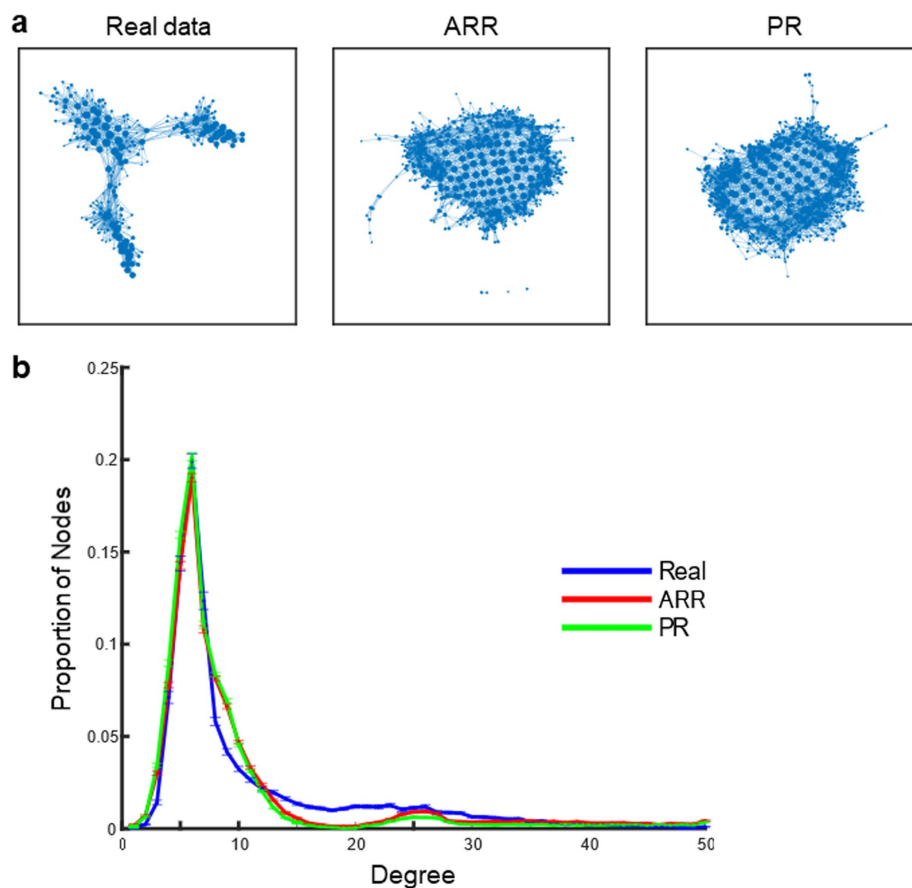 a
Real data
ARR
PR
b
0.25
0.2
0.15
0.1
0.05
0
Proportion of Nodes
0
10
20
30
40
50
Degree
Real
ARR
PR